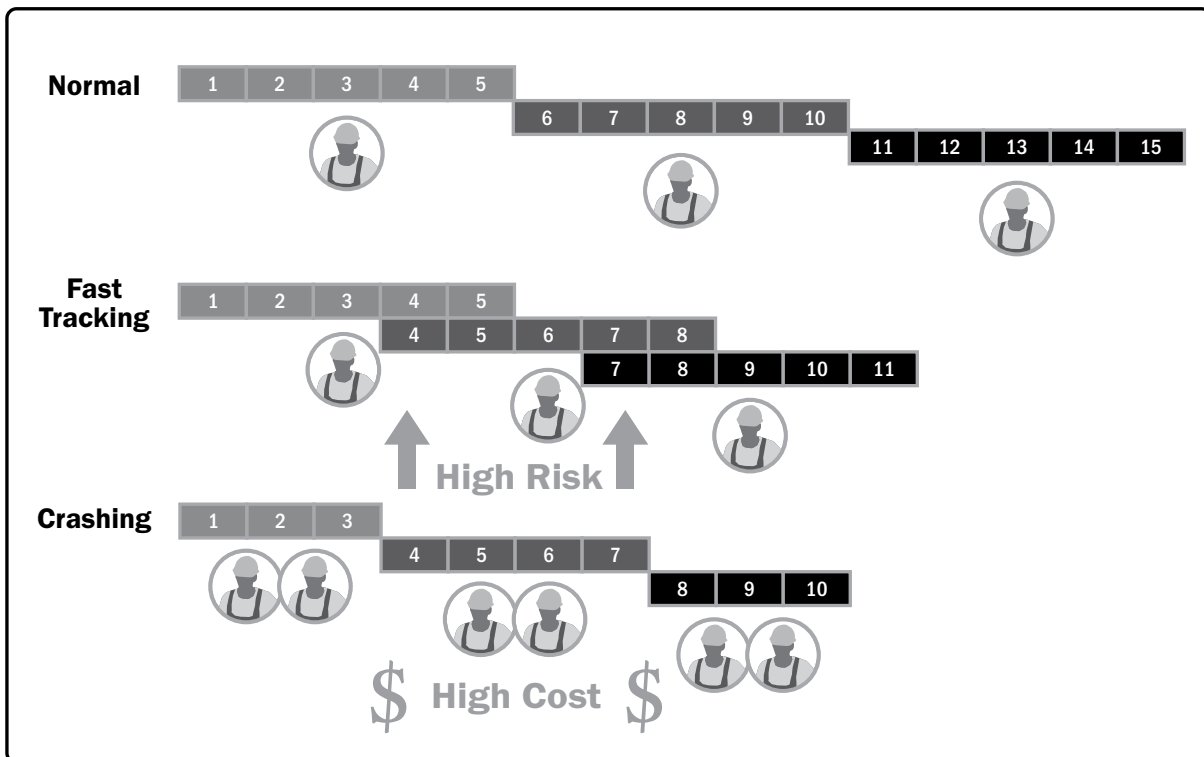 Normal
1 2 3 4 5
6 7 8 9 10
11 12 13 14 15
Fast
Tracking
1 2 3 4 5
4 5 6 7 8
7 8 9 10 11
High Risk
Crashing
1 2 3
4 5 6 7
8 9 10
$ High Cost $